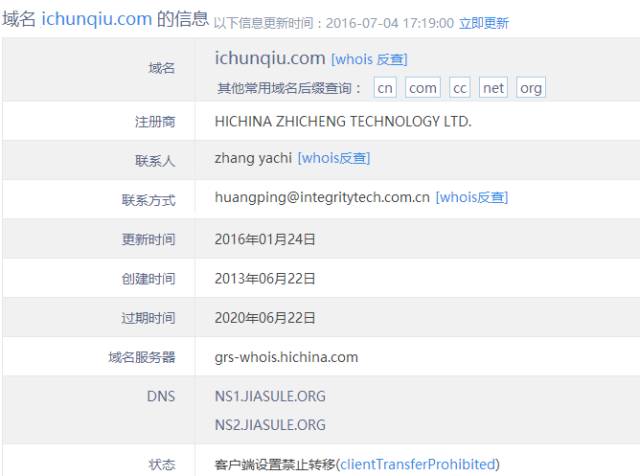 域名 ichunqiu.com 的信息 以下信息更新时间：2016-07-04 17:19:00 立即更新
域名 ichunqiu.com [whois 反查]
其他常用域名后缀查询： cn com cc net org
注册商 HICHINA ZHICHENG TECHNOLOGY LTD.
联系人 zhang yachi [whois反查]
联系方式 huangping@integritytech.com.cn [whois反查]
更新时间 2016年01月24日
创建时间 2013年06月22日
过期时间 2020年06月22日
域名服务器 grs-whois.hichina.com
DNS NS1.JIASULE.ORG
NS2.JIASULE.ORG
状态 客户端设置禁止转移(clientTransferProhibited)